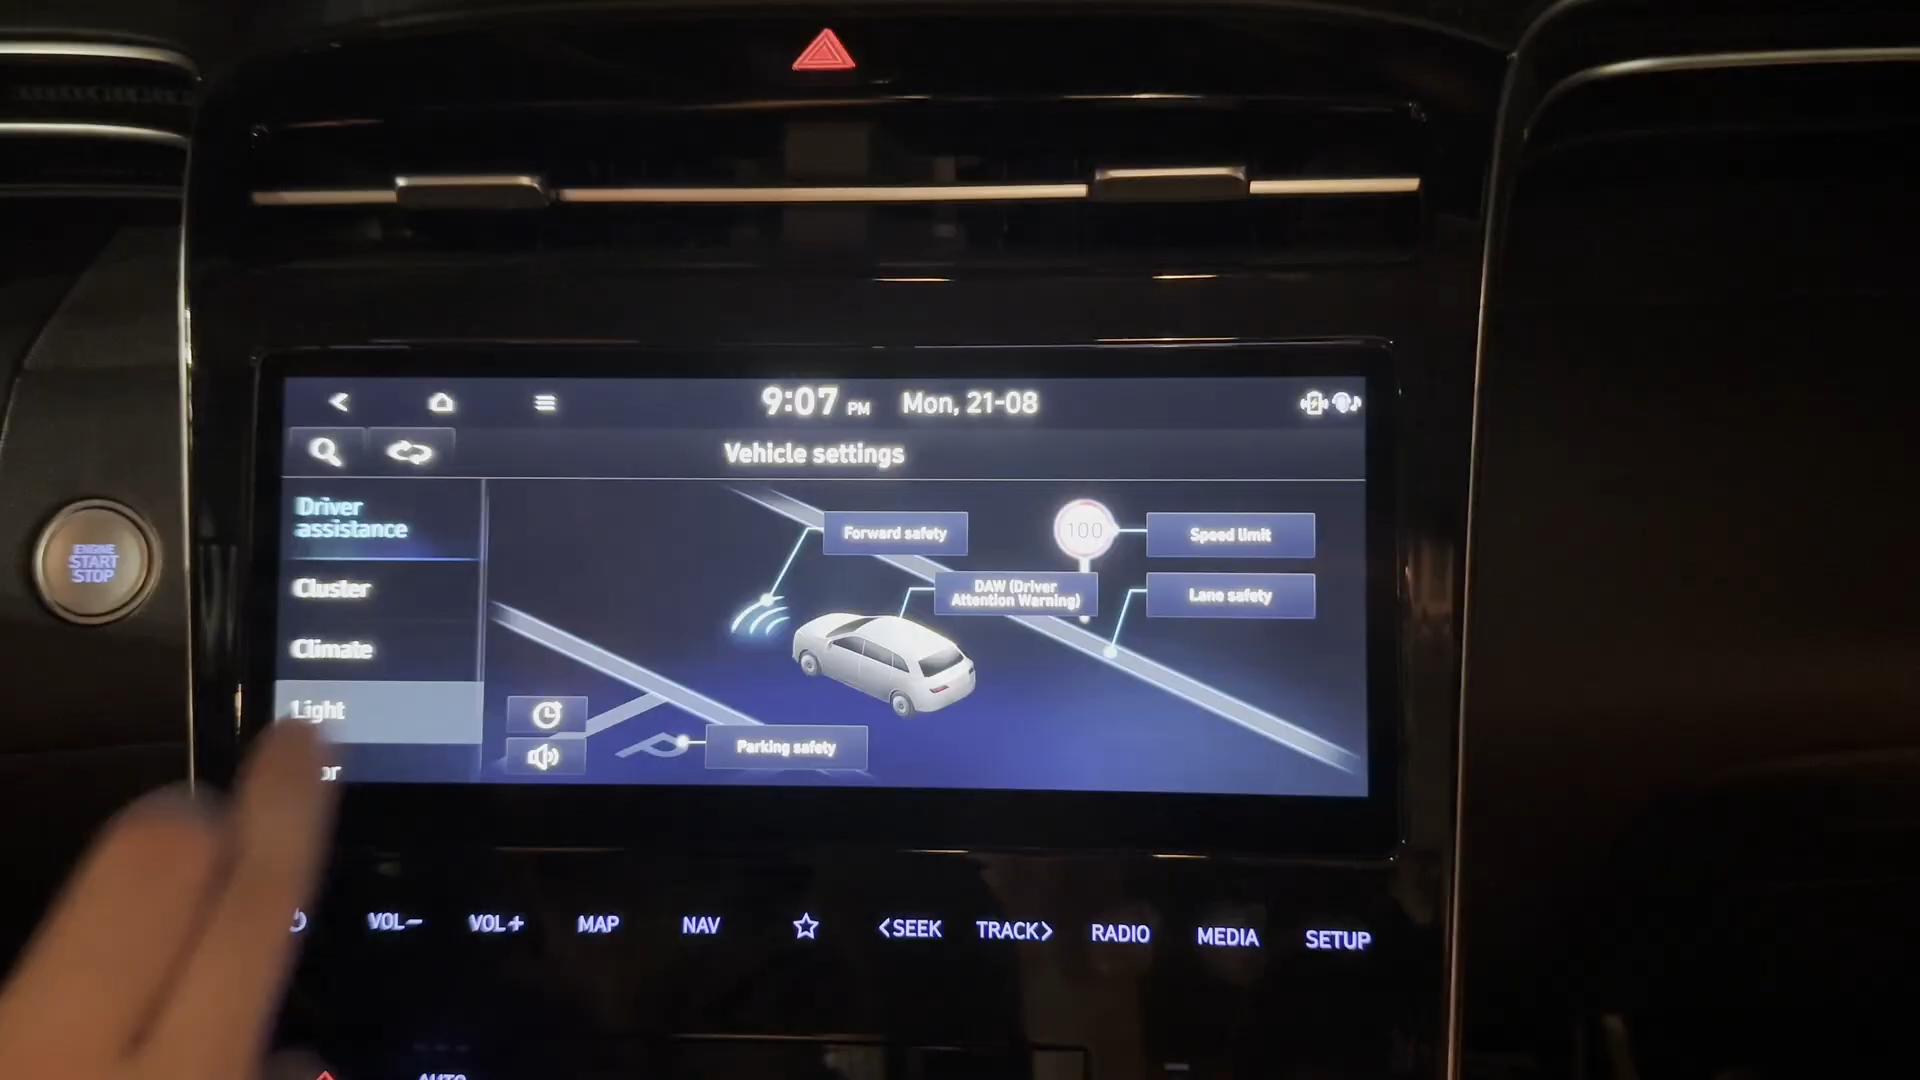 9:07 PM Mon, 21-08
Vehicle settings
Driver
assistance
Cluster
Climate
Light
or
Forward safety
100
Speed limit
DAW (Driver
Attention Warning)
Lane safety
Parking safety
ENGINE
START
STOP
VOL− VOL+ MAP NAV <SEEK TRACK> RADIO MEDIA SETUP
AUTO